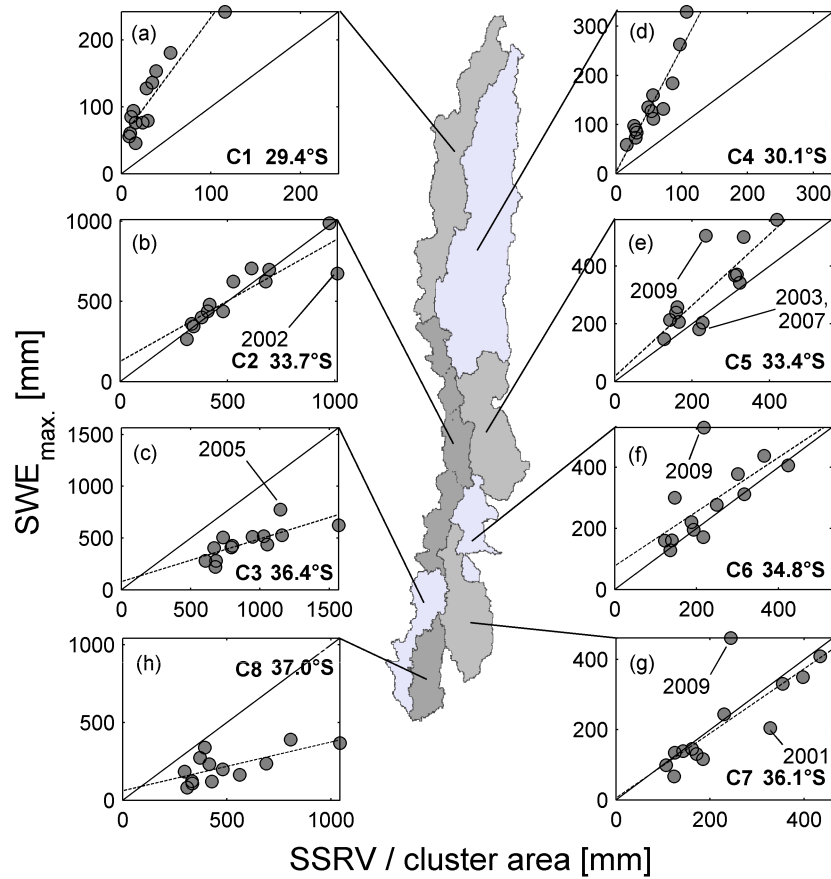 SWE max. [mm]
(a)
200
100
0
0 100 200
C1 29.4°S
(d)
300
200
100
0
0 100 200 300
C4 30.1°S
(b)
1000
500
0
0 500 1000
2002
C2 33.7°S
(e)
400
200
0
0 200 400
2009
2003,
2007
C5 33.4°S
(c)
1500
1000
500
0
0 500 1000 1500
2005
C3 36.4°S
(f)
400
200
0
0 200 400
2009
C6 34.8°S
(h)
1000
500
0
0 500 1000
C8 37.0°S
(g)
400
200
0
0 200 400
2009
2001
C7 36.1°S
SSRV / cluster area [mm]